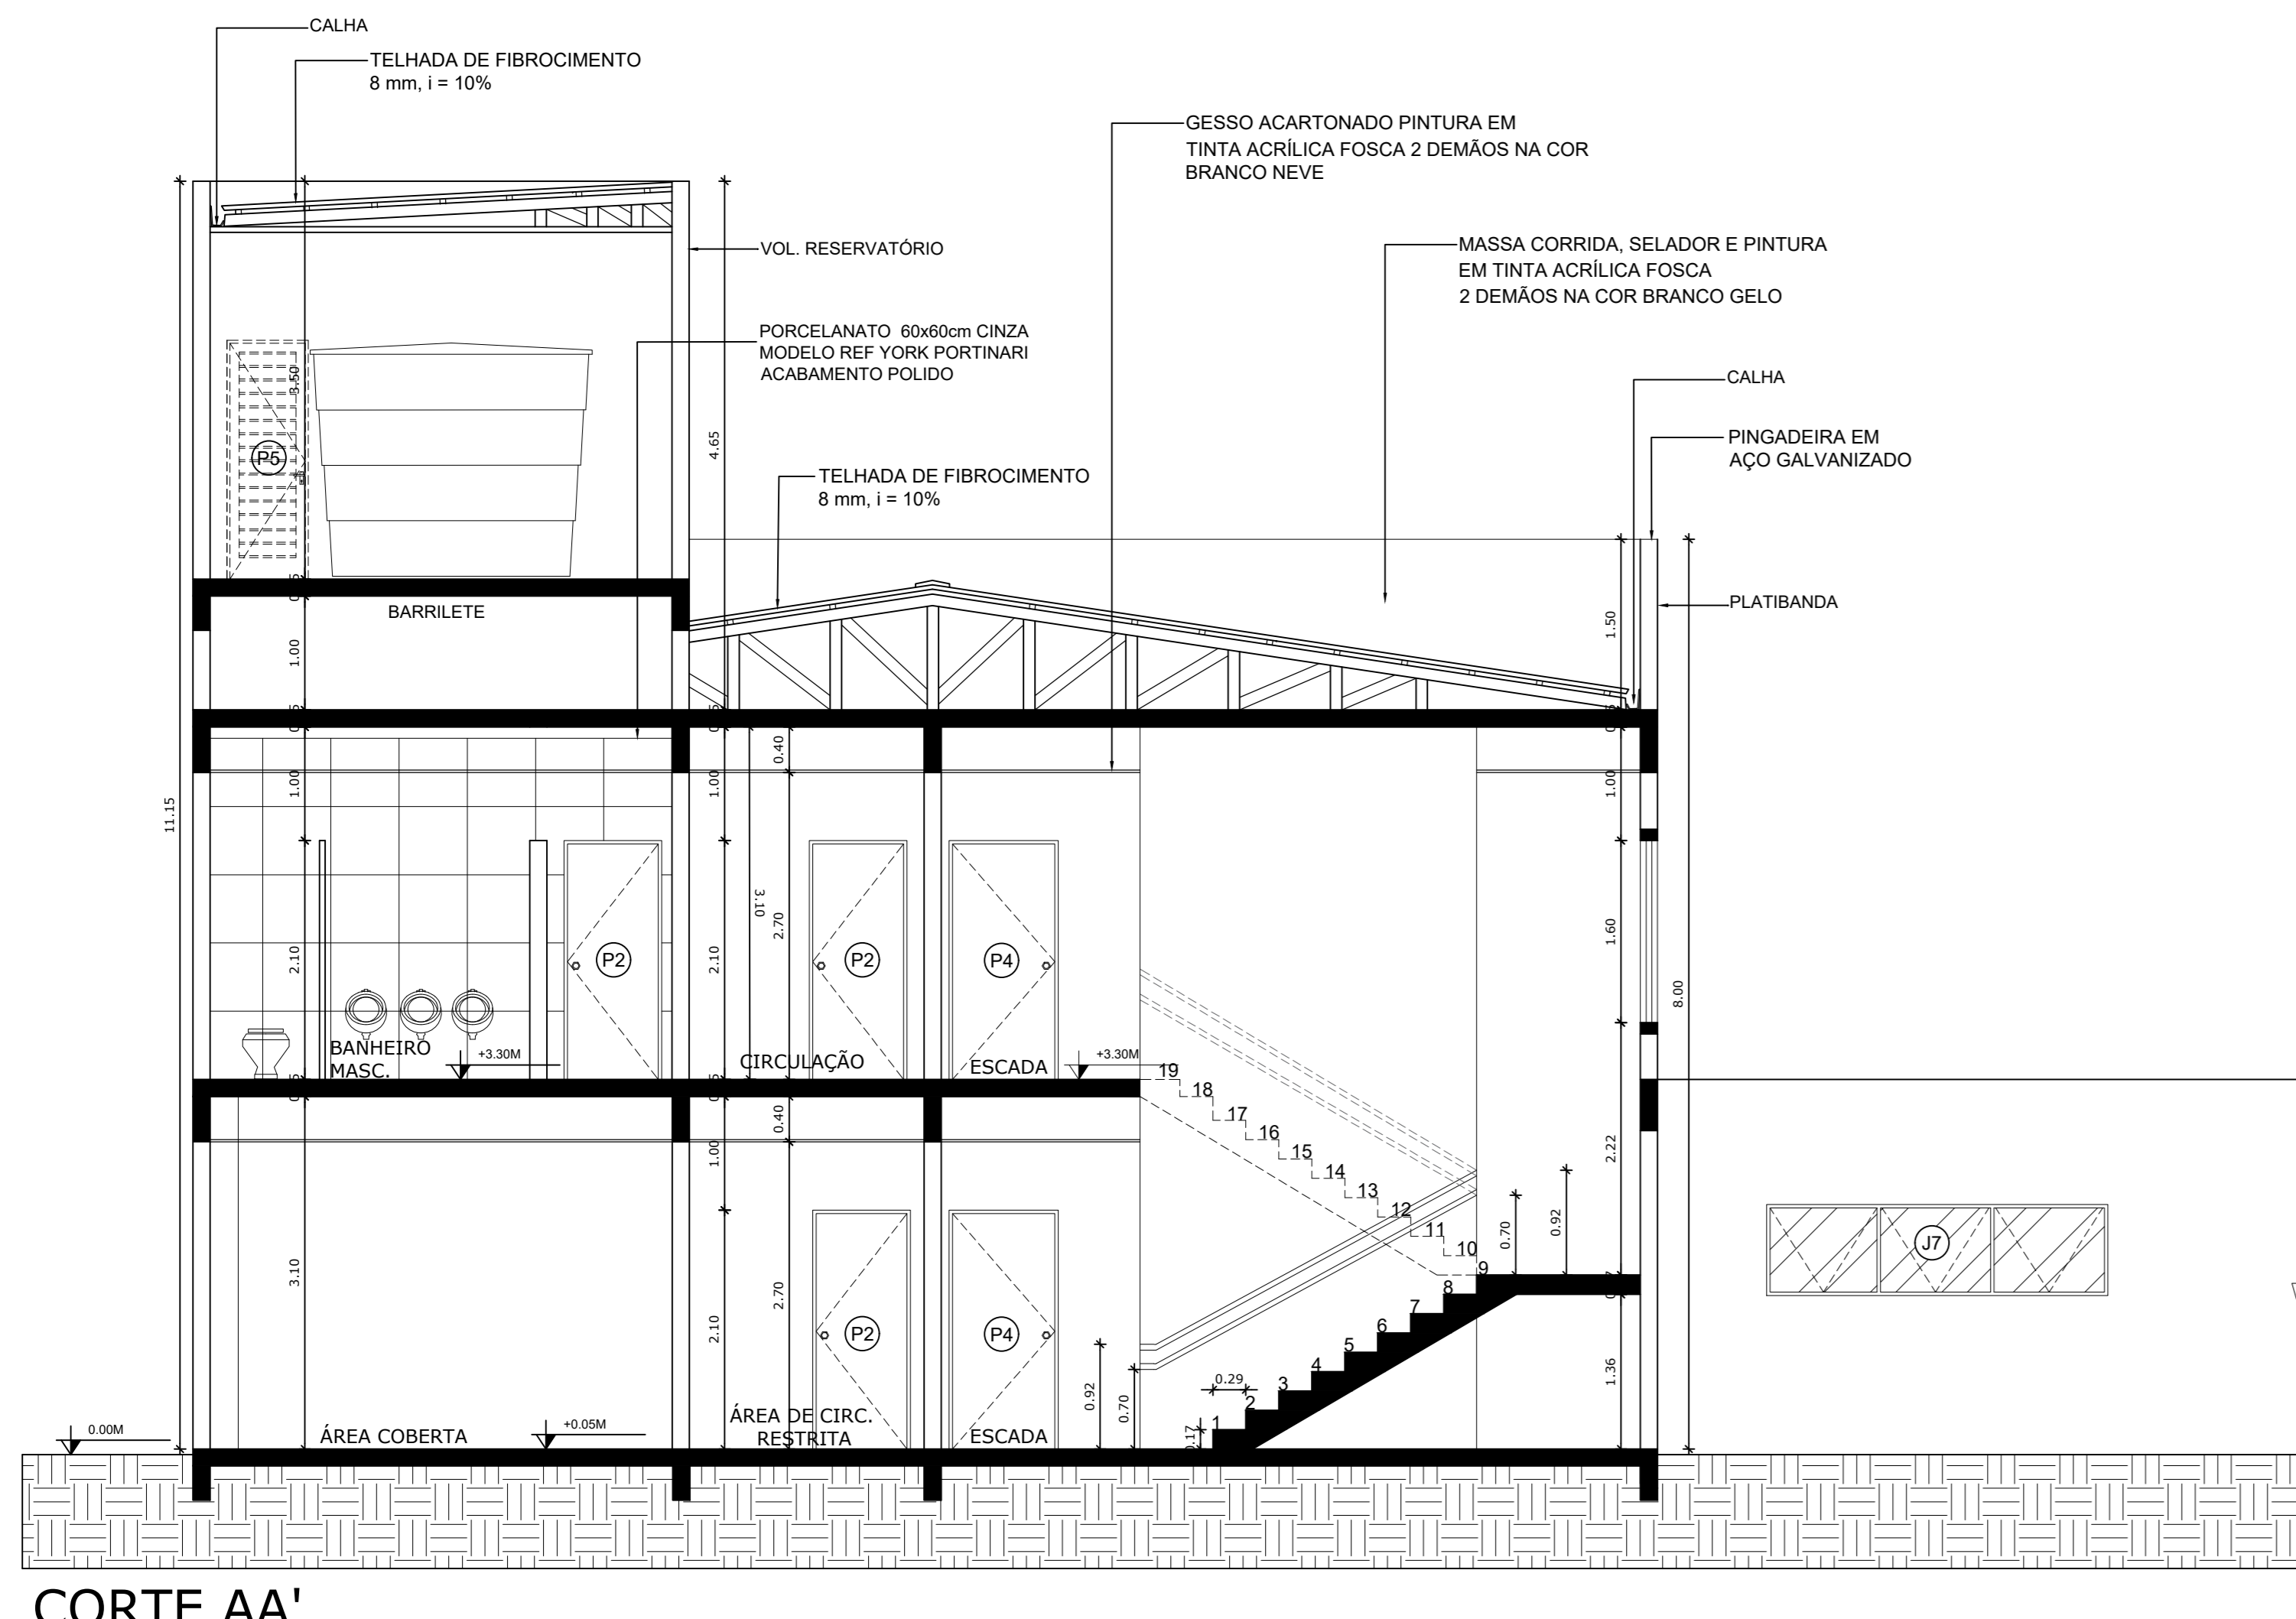 CALHA
TELHADA DE FIBROCIMENTO
8 mm, i = 10%
GESSO ACARTONADO PINTURA EM
TINTA ACRÍLICA FOSCA 2 DEMÃOS NA COR
BRANCO NEVE
VOL. RESERVATÓRIO
MASSA CORRIDA, SELADOR E PINTURA
EM TINTA ACRÍLICA FOSCA
2 DEMÃOS NA COR BRANCO GELO
PORCELANATO 60x60cm CINZA
MODELO REF YORK PORTINARI
ACABAMENTO POLIDO
CALHA
PINGADEIRA EM
AÇO GALVANIZADO
TELHADA DE FIBROCIMENTO
8 mm, i = 10%
3.50
P5
4.65
BARRILETE
PLATIBANDA
1.00
1.50
11.15
1.00
1.00
0.40
3.10
2.70
1.00
2.10
2.10
1.60
8.00
P2
P2
P4
BANHEIRO
MASC.
+3.30M
CIRCULAÇÃO
ESCADA
+3.30M
19
18
17
16
15
14
13
12
11
10
9
8
7
6
5
4
3
2
1
0.40
1.00
2.22
3.10
2.10
2.70
P2
P4
0.70
0.92
J7
0.92
0.70
0.29
0.17
1.36
0.00M
ÁREA COBERTA
+0.05M
ÁREA DE CIRC.
RESTRITA
ESCADA
CORTE AA'